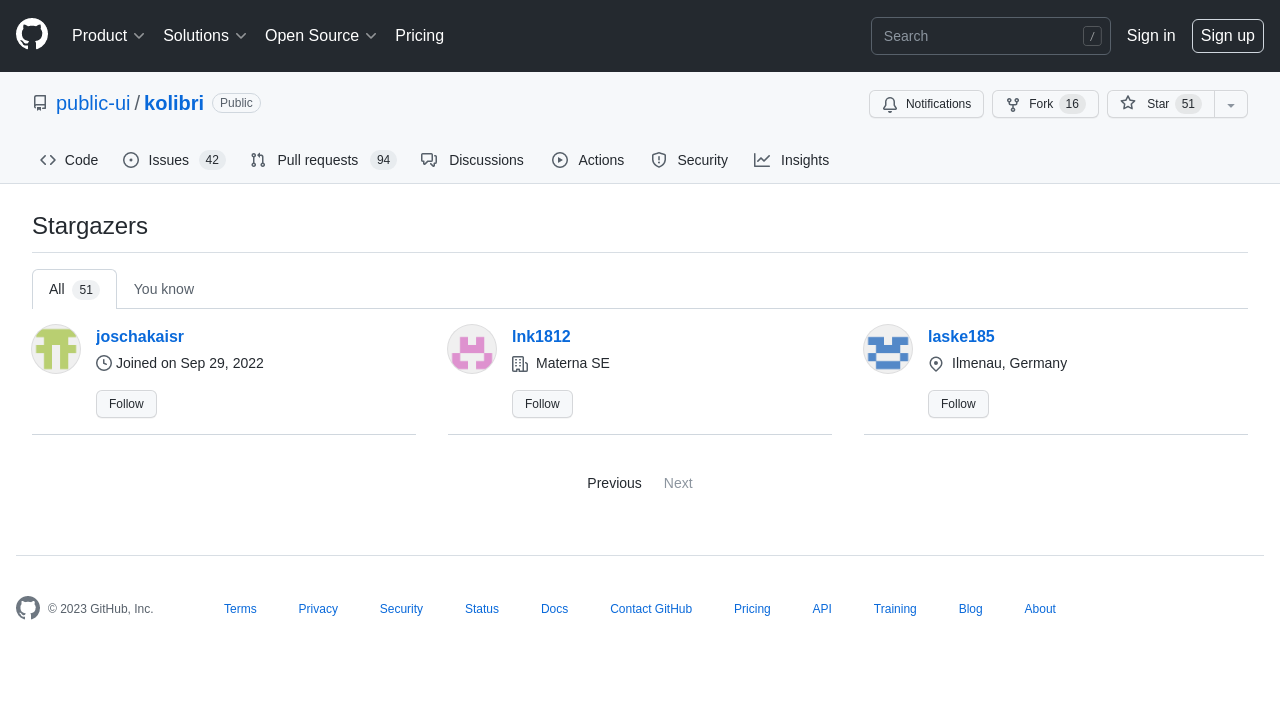 Product Solutions Open Source Pricing Search / Sign in Sign up
public-ui / kolibri Public Notifications Fork 16 Star 51
Code Issues 42 Pull requests 94 Discussions Actions Security Insights
Stargazers
All 51 You know
joschakaisr lnk1812 laske185
Joined on Sep 29, 2022 Materna SE Ilmenau, Germany
Follow Follow Follow
Previous Next
© 2023 GitHub, Inc. Terms Privacy Security Status Docs Contact GitHub Pricing API Training Blog About